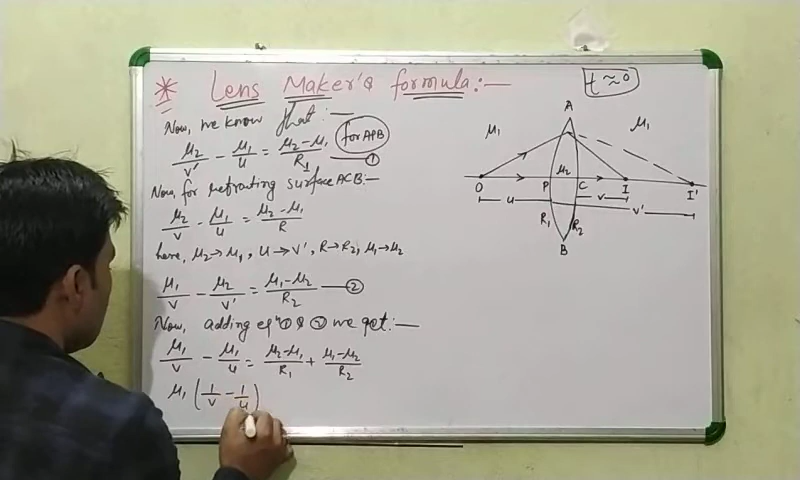 * Lens Maker's formula:—
t ≈ 0
Now, we know that:—
μ₂/v' - μ₁/u = (μ₂-μ₁)/R₁ —①
for APB
Now, for refracting surface ACB:-
μ₂/v - μ₁/u = (μ₂-μ₁)/R
here, μ₂→μ₁, u→v', R→R₂, μ₁→μ₂
μ₁/v - μ₂/v' = (μ₁-μ₂)/R₂ —②
Now, adding eqⁿ ① & ② we get:—
μ₁/v - μ₁/u = (μ₂-μ₁)/R₁ + (μ₁-μ₂)/R₂
μ₁ (1/v - 1/u)
A
μ₁ μ₁
μ₂
O P C I I'
u v
v'
R₁ R₂
B